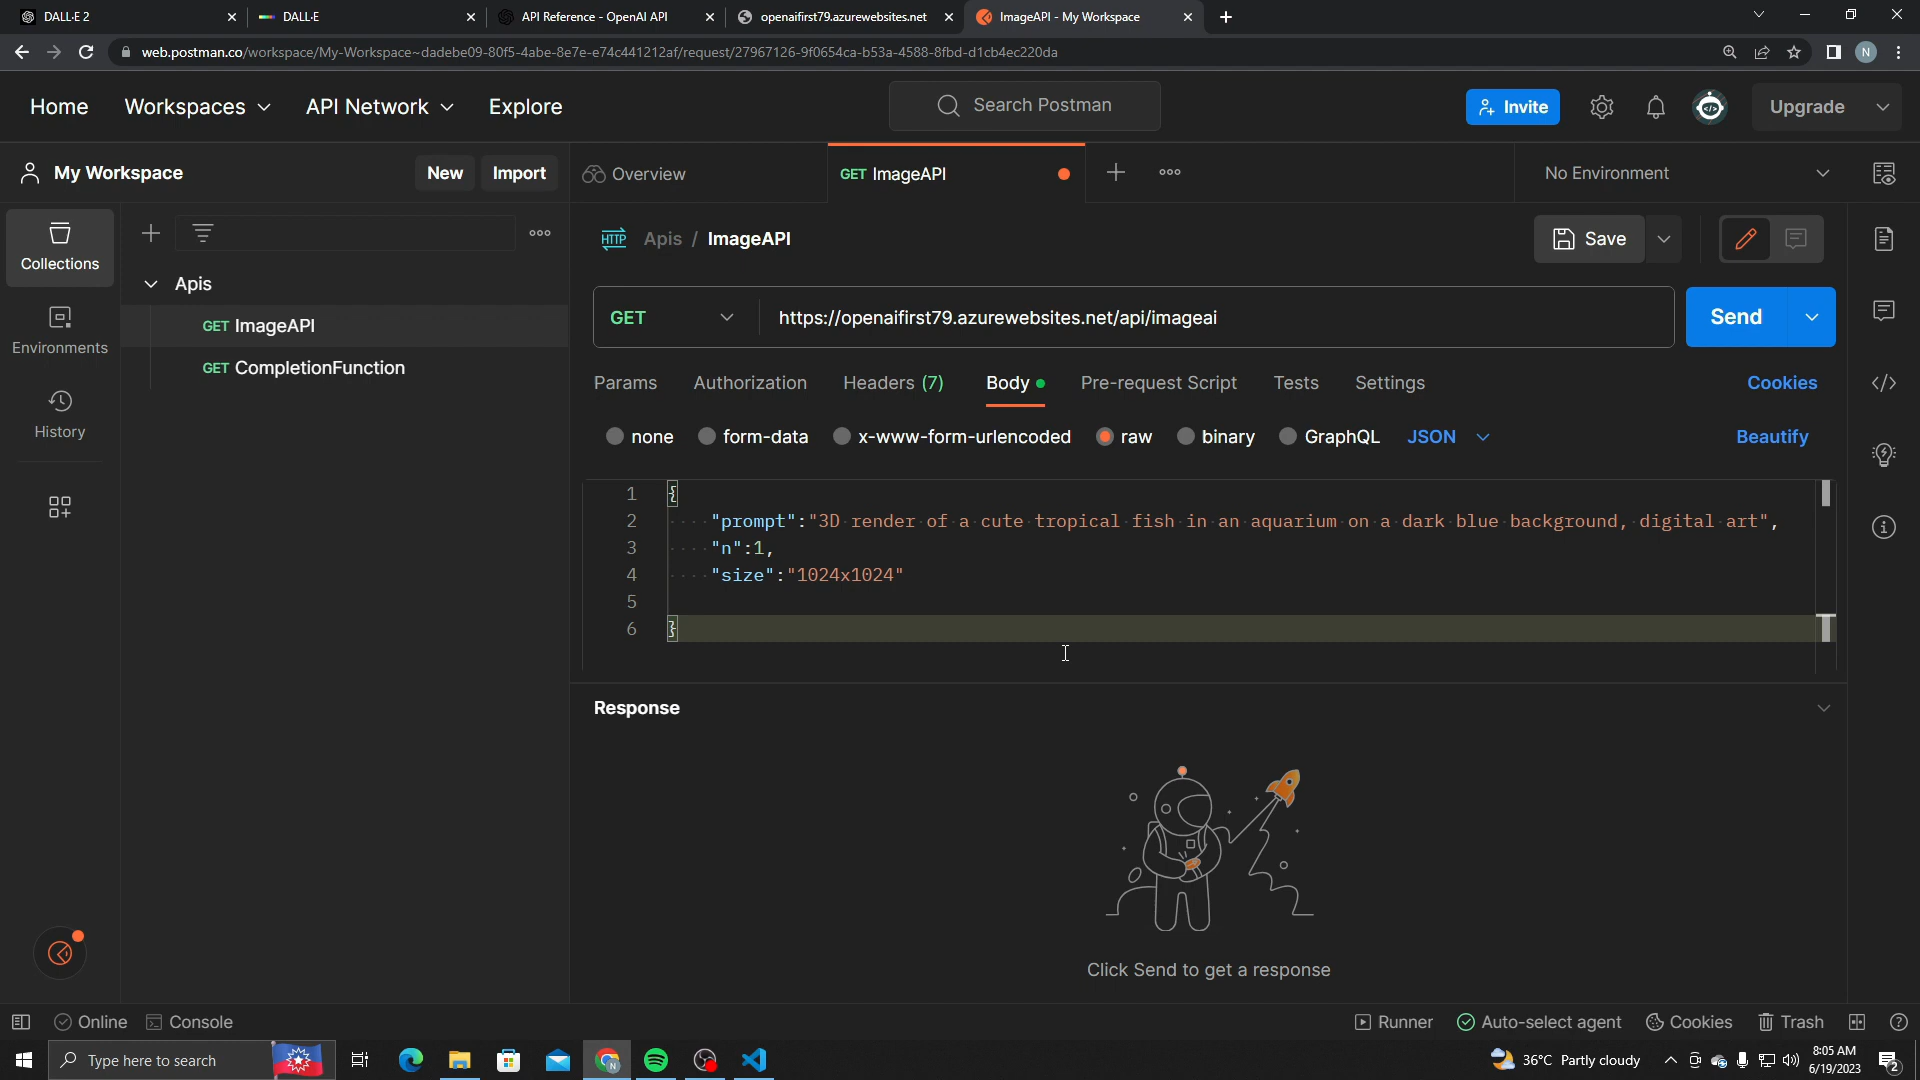 DALL·E 2
DALL·E
API Reference - OpenAI API
openaifirst79.azurewebsites.net
ImageAPI - My Workspace
web.postman.co/workspace/My-Workspace~dadebe09-80f5-4abe-8e7e-e74c441212af/request/27967126-9f0654ca-b53a-4588-8fbd-d1cb4ec220da
N
Home
Workspaces
API Network
Explore
Search Postman
Invite
Upgrade
My Workspace
New
Import
Overview
GET ImageAPI
No Environment
Collections
Environments
History
Apis
GET ImageAPI
GET CompletionFunction
HTTP
Apis / ImageAPI
Save
GET
https://openaifirst79.azurewebsites.net/api/imageai
Send
Params
Authorization
Headers (7)
Body
Pre-request Script
Tests
Settings
Cookies
none
form-data
x-www-form-urlencoded
raw
binary
GraphQL
JSON
Beautify
1 {
2 "prompt":"3D render of a cute tropical fish in an aquarium on a dark blue background, digital art",
3 "n":1,
4 "size":"1024x1024"
5
6 }
Response
Click Send to get a response
Online
Console
Runner
Auto-select agent
Cookies
Trash
Type here to search
36°C Partly cloudy
8:05 AM
6/19/2023
2